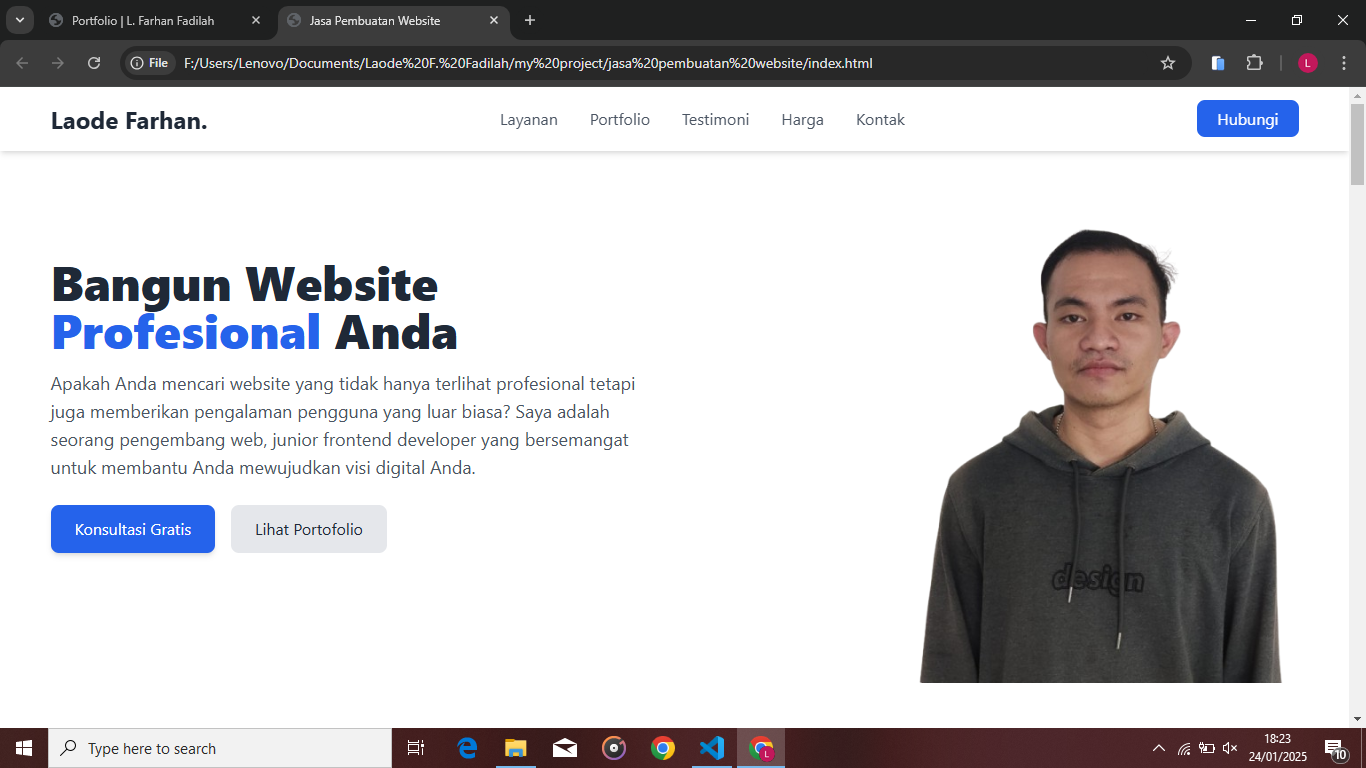 Portfolio | L. Farhan Fadilah
Jasa Pembuatan Website
File
F:/Users/Lenovo/Documents/Laode%20F.%20Fadilah/my%20project/jasa%20pembuatan%20website/index.html
L
Laode Farhan.
Layanan
Portfolio
Testimoni
Harga
Kontak
Hubungi
Bangun Website
Profesional Anda
Apakah Anda mencari website yang tidak hanya terlihat profesional tetapi
juga memberikan pengalaman pengguna yang luar biasa? Saya adalah
seorang pengembang web, junior frontend developer yang bersemangat
untuk membantu Anda mewujudkan visi digital Anda.
Konsultasi Gratis
Lihat Portofolio
design
Type here to search
L
18:23
24/01/2025
10